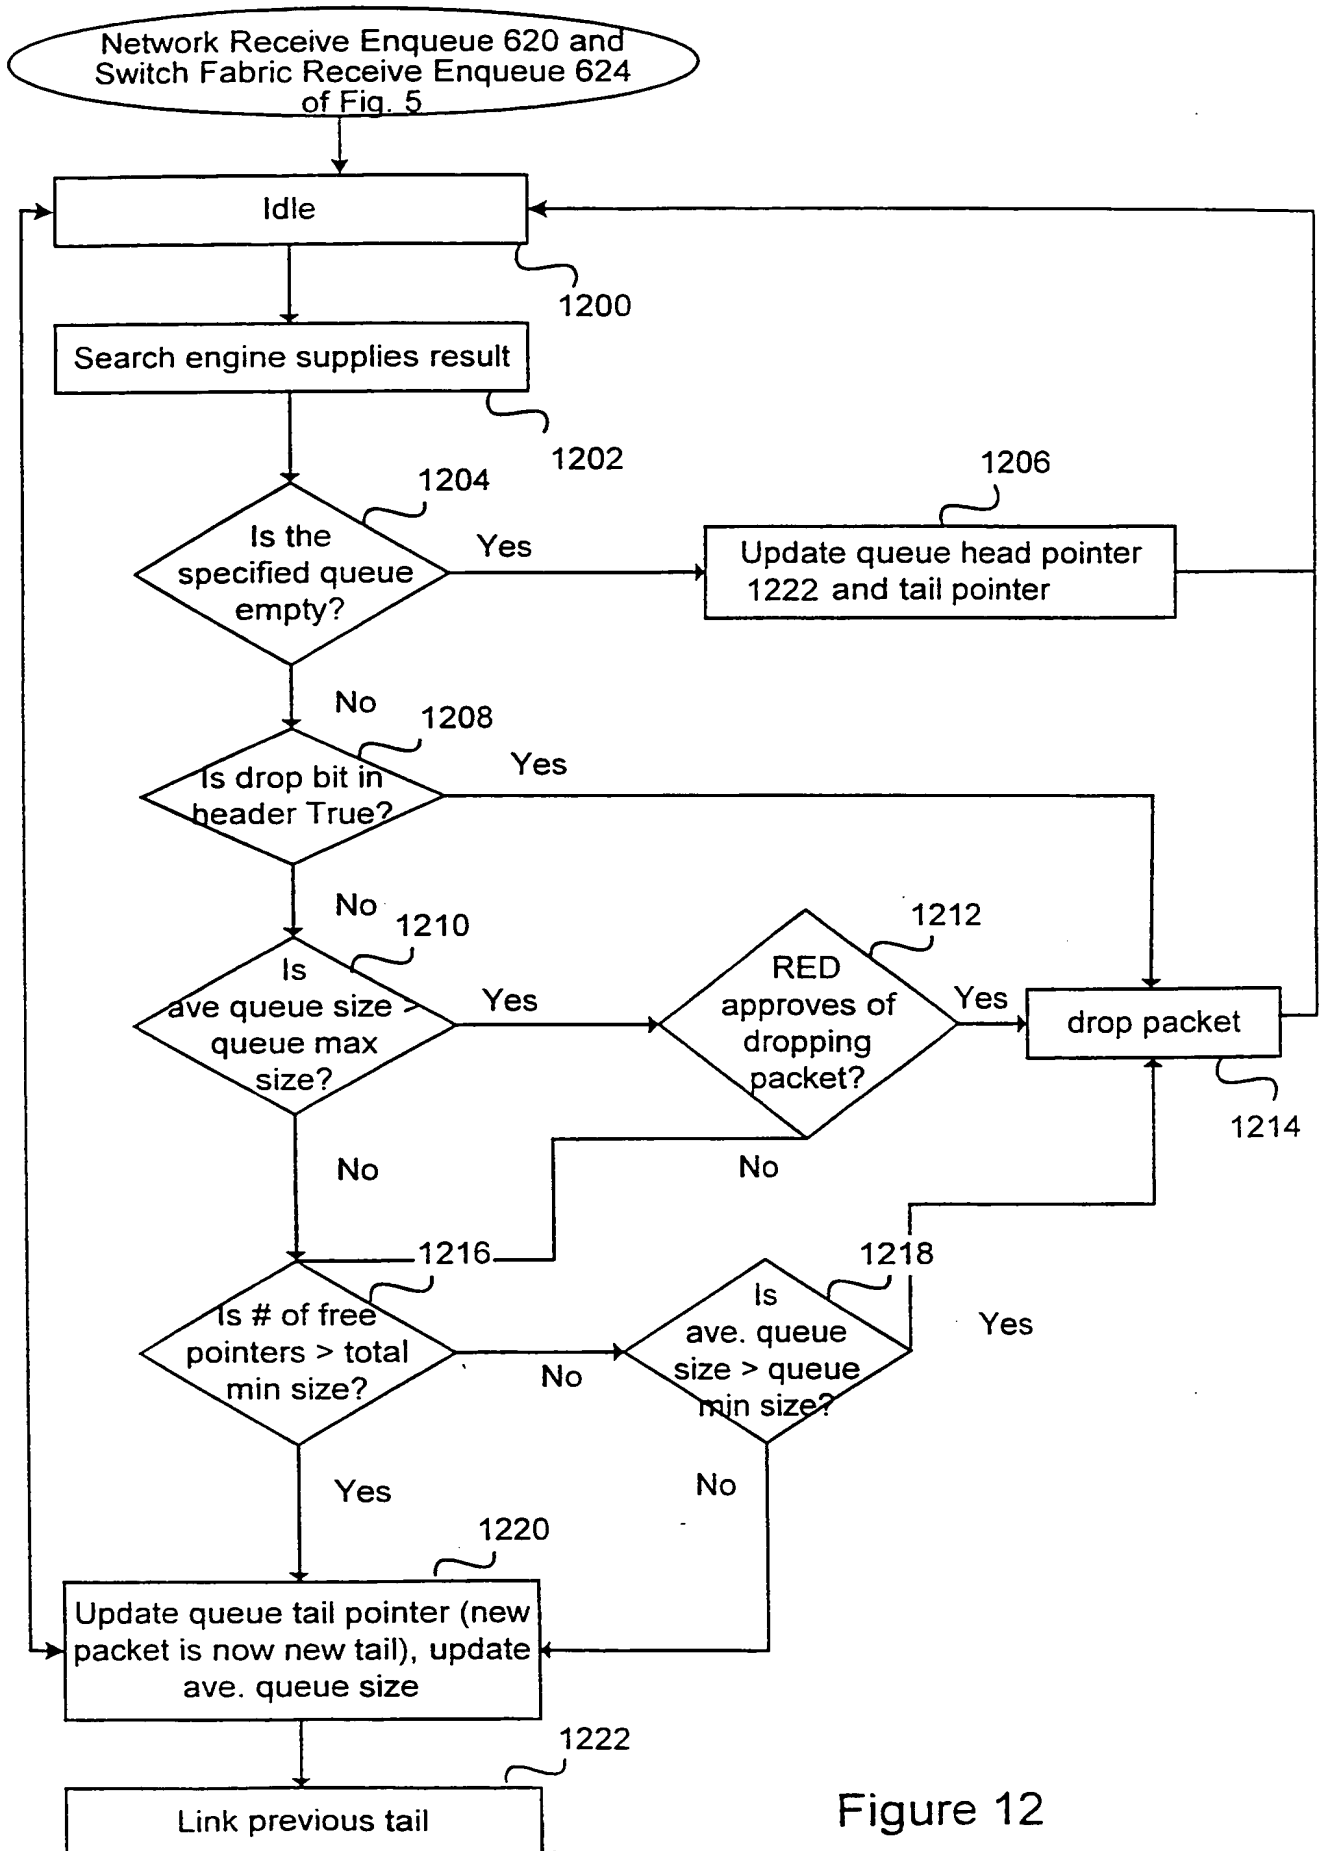 Network Receive Enqueue 620 and
Switch Fabric Receive Enqueue 624
of Fig. 5
Idle
1200
Search engine supplies result
1202
1204
Is the
specified queue
empty?
Yes
1206
Update queue head pointer
1222 and tail pointer
No
1208
Is drop bit in
header True?
Yes
No
1210
Is
ave queue size >
queue max
size?
Yes
1212
RED
approves of
dropping
packet?
Yes
drop packet
1214
No
No
1216
Is # of free
pointers > total
min size?
No
1218
Is
ave. queue
size > queue
min size?
Yes
Yes
No
1220
Update queue tail pointer (new
packet is now new tail), update
ave. queue size
1222
Link previous tail
Figure 12